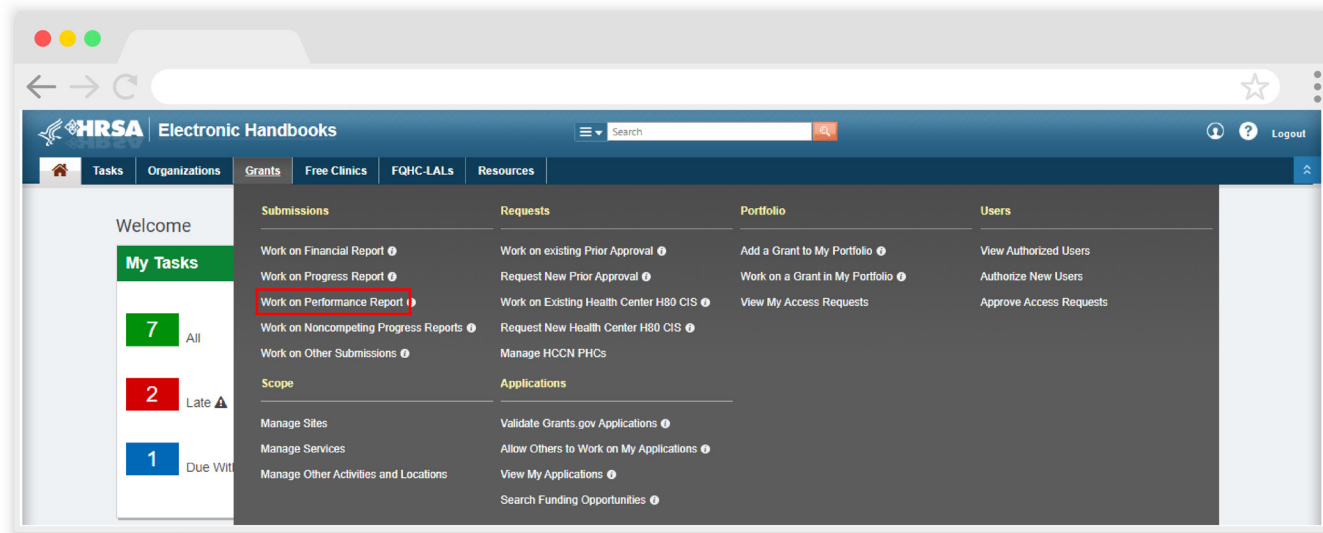 HRSA Electronic Handbooks
Search
? Logout
Tasks Organizations Grants Free Clinics FQHC-LALs Resources
Welcome
My Tasks
7 All
2 Late
1 Due Wit
Submissions
Work on Financial Report
Work on Progress Report
Work on Performance Report
Work on Noncompeting Progress Reports
Work on Other Submissions
Scope
Manage Sites
Manage Services
Manage Other Activities and Locations
Requests
Work on existing Prior Approval
Request New Prior Approval
Work on Existing Health Center H80 CIS
Request New Health Center H80 CIS
Manage HCCN PHCs
Applications
Validate Grants.gov Applications
Allow Others to Work on My Applications
View My Applications
Search Funding Opportunities
Portfolio
Add a Grant to My Portfolio
Work on a Grant in My Portfolio
View My Access Requests
Users
View Authorized Users
Authorize New Users
Approve Access Requests